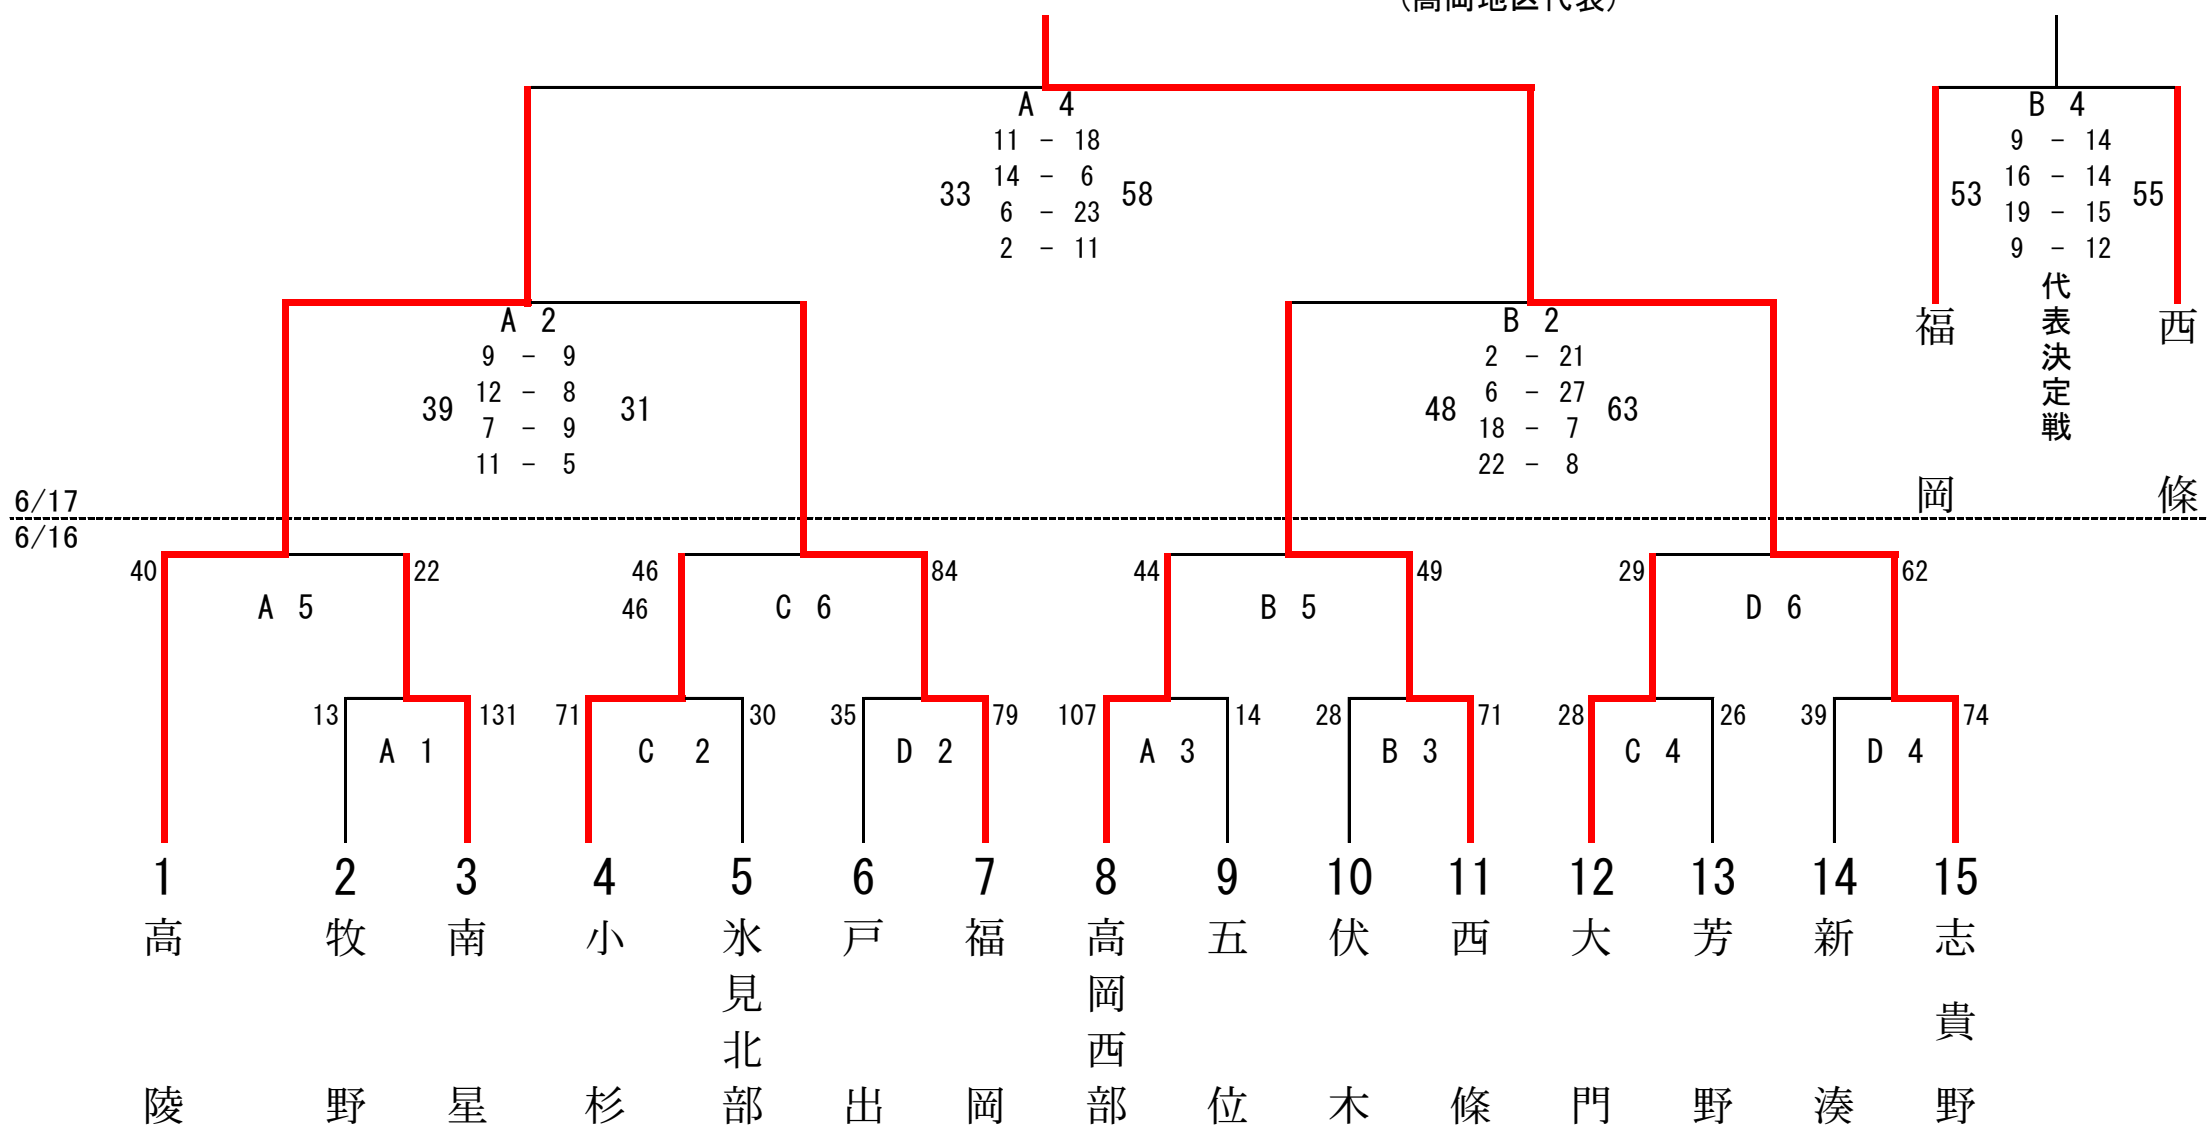 (高岡地区代表)
A 4
11 - 18
14 - 6
6 - 23
2 - 11
33
58
B 4
9 - 14
16 - 14
19 - 15
9 - 12
53
55
代表決定戦
福岡
西條
A 2
9 - 9
12 - 8
7 - 9
11 - 5
39
31
B 2
2 - 21
6 - 27
18 - 7
22 - 8
48
63
6/17
6/16
40 22
A 5
46 84
46
C 6
44 49
B 5
29 62
D 6
13 131
A 1
71 30
C 2
35 79
D 2
107 14
A 3
28 71
B 3
28 26
C 4
39 74
D 4
1 2 3 4 5 6 7 8 9 10 11 12 13 14 15
高陵
牧野
南星
小杉
氷見北部
戸出
福岡
高岡西部
五位
伏木
西條
大門
芳野
新湊
志貴野